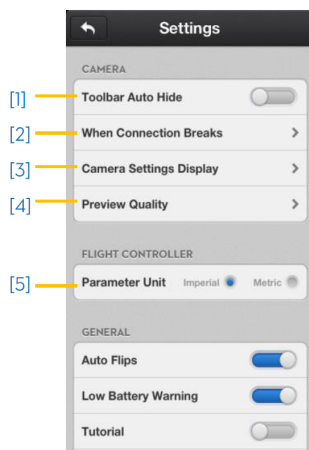 Settings
CAMERA
[1] Toolbar Auto Hide
[2] When Connection Breaks
[3] Camera Settings Display
[4] Preview Quality
FLIGHT CONTROLLER
[5] Parameter Unit Imperial Metric
GENERAL
Auto Flips
Low Battery Warning
Tutorial